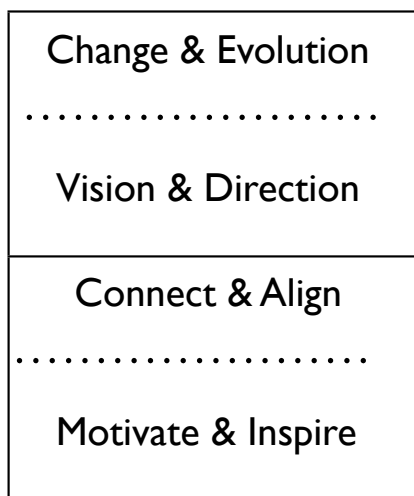 Change & Evolution
Vision & Direction
Connect & Align
Motivate & Inspire